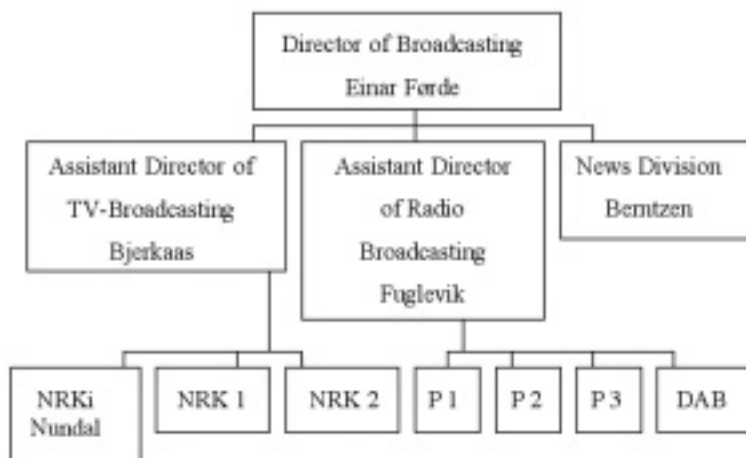 Director of Broadcasting
Einar Førde
Assistant Director of
TV-Broadcasting
Bjerkaas
Assistant Director
of Radio
Broadcasting
Fuglevik
News Division
Berntzen
NRKi
Nundal
NRK 1
NRK 2
P 1
P 2
P 3
DAB